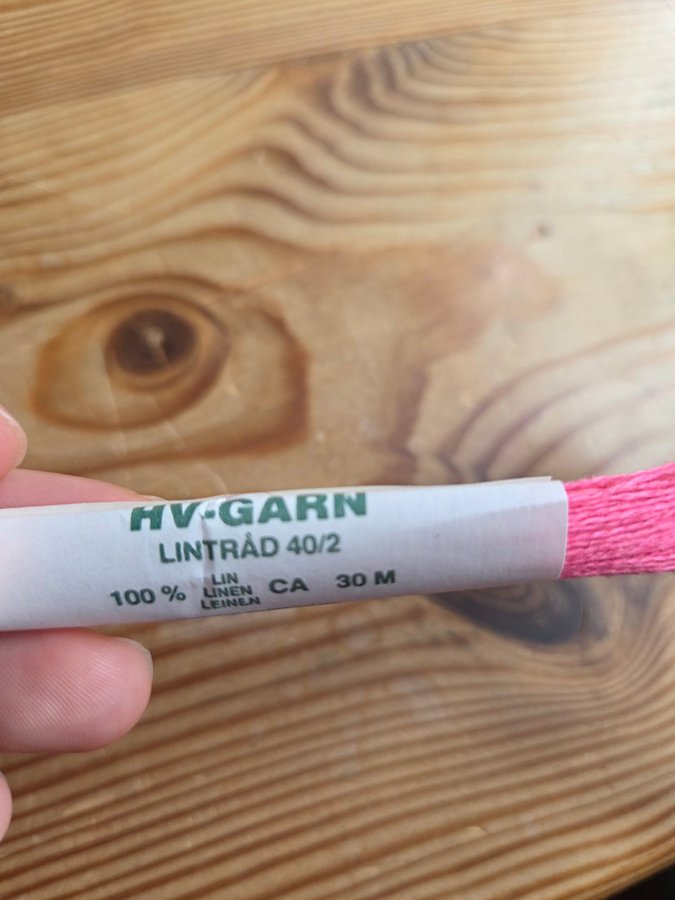 HV-GARN
LINTRÅD 40/2
100 % LIN CA 30 M
LINEN
LEINEN